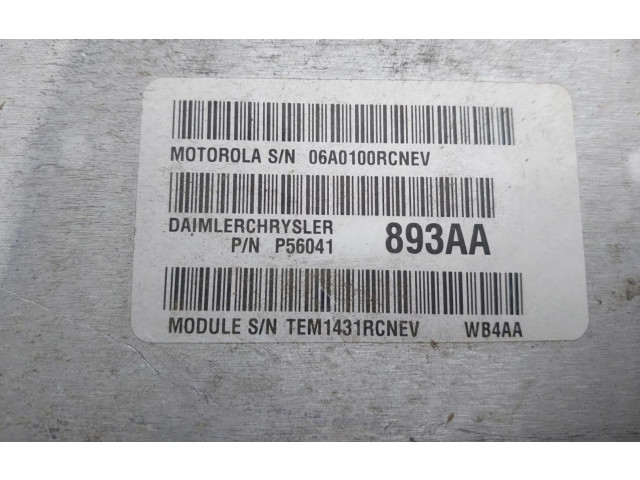 MOTOROLA S/N 06A0100RCNEV
DAIMLERCHRYSLER
P/N P56041 893AA
MODULE S/N TEM1431RCNEV WB4AA